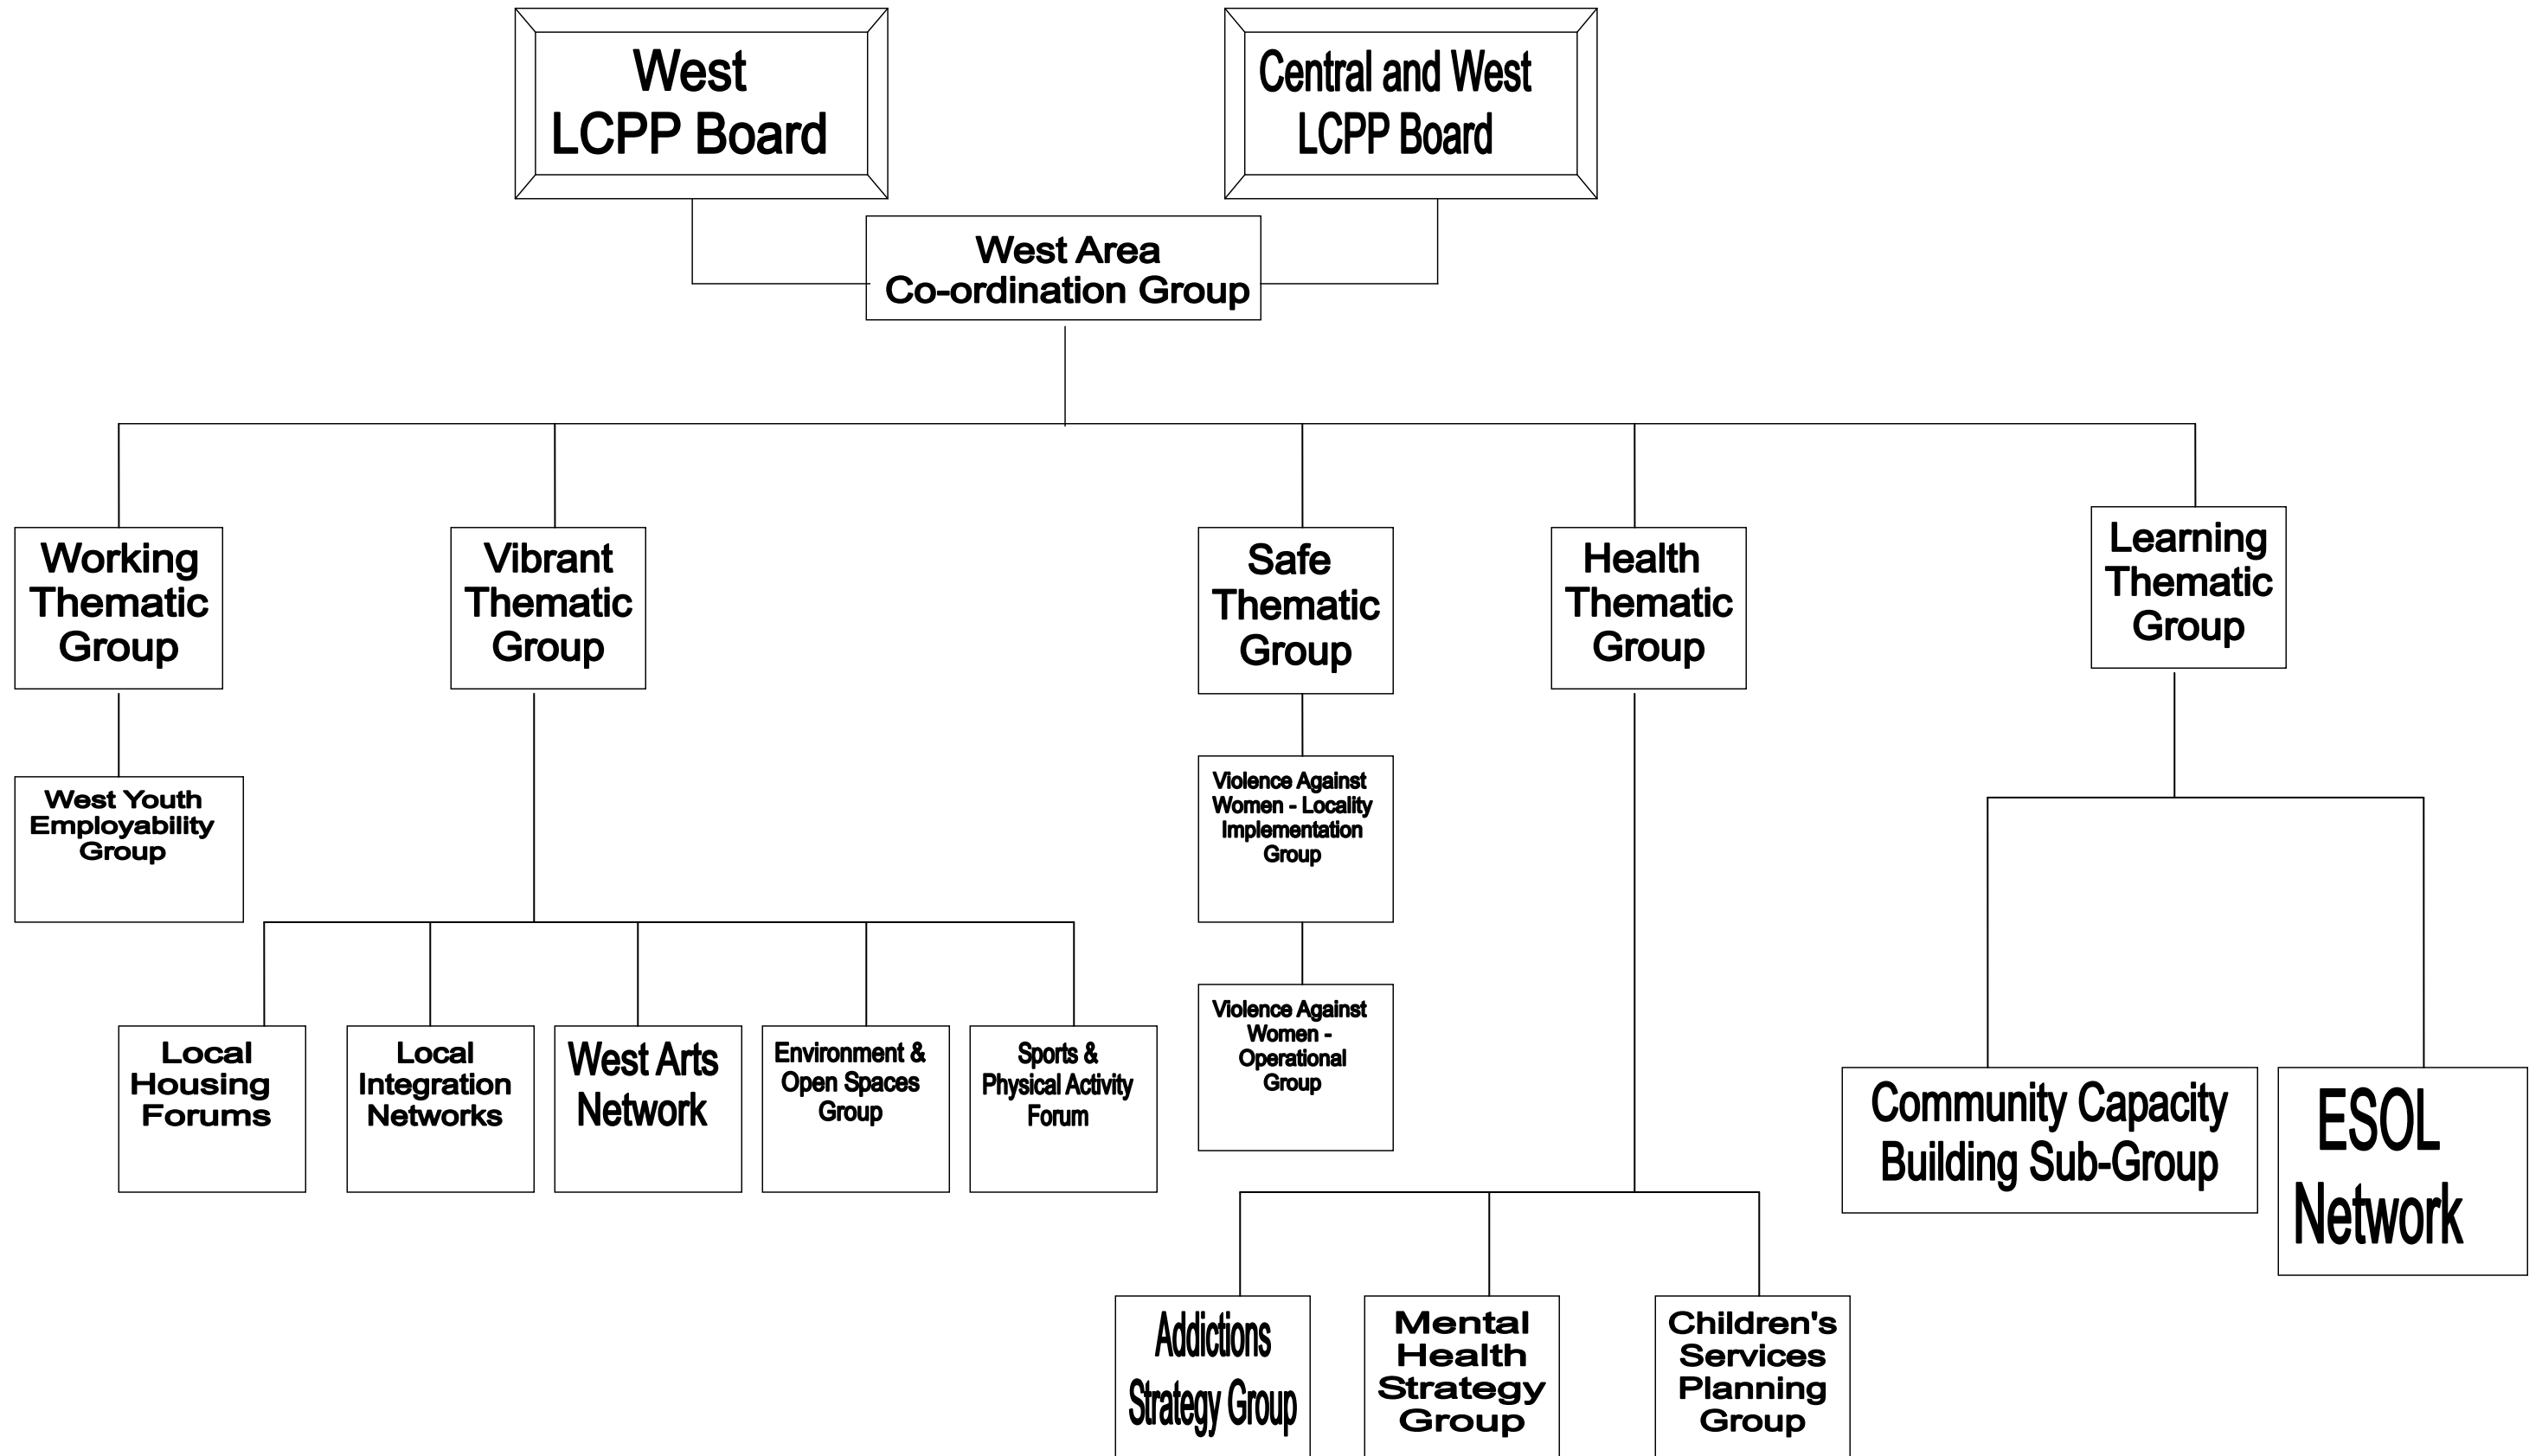 West
LCPP Board
Central and West
LCPP Board
West Area
Co-ordination Group
Working
Thematic
Group
Vibrant
Thematic
Group
Safe
Thematic
Group
Health
Thematic
Group
Learning
Thematic
Group
West Youth
Employability
Group
Violence Against
Women - Locality
Implementation
Group
Violence Against
Women -
Operational
Group
Local
Housing
Forums
Local
Integration
Networks
West Arts
Network
Environment &
Open Spaces
Group
Sports &
Physical Activity
Forum
Community Capacity
Building Sub-Group
ESOL
Network
Addictions
Strategy Group
Mental
Health
Strategy
Group
Children's
Services
Planning
Group